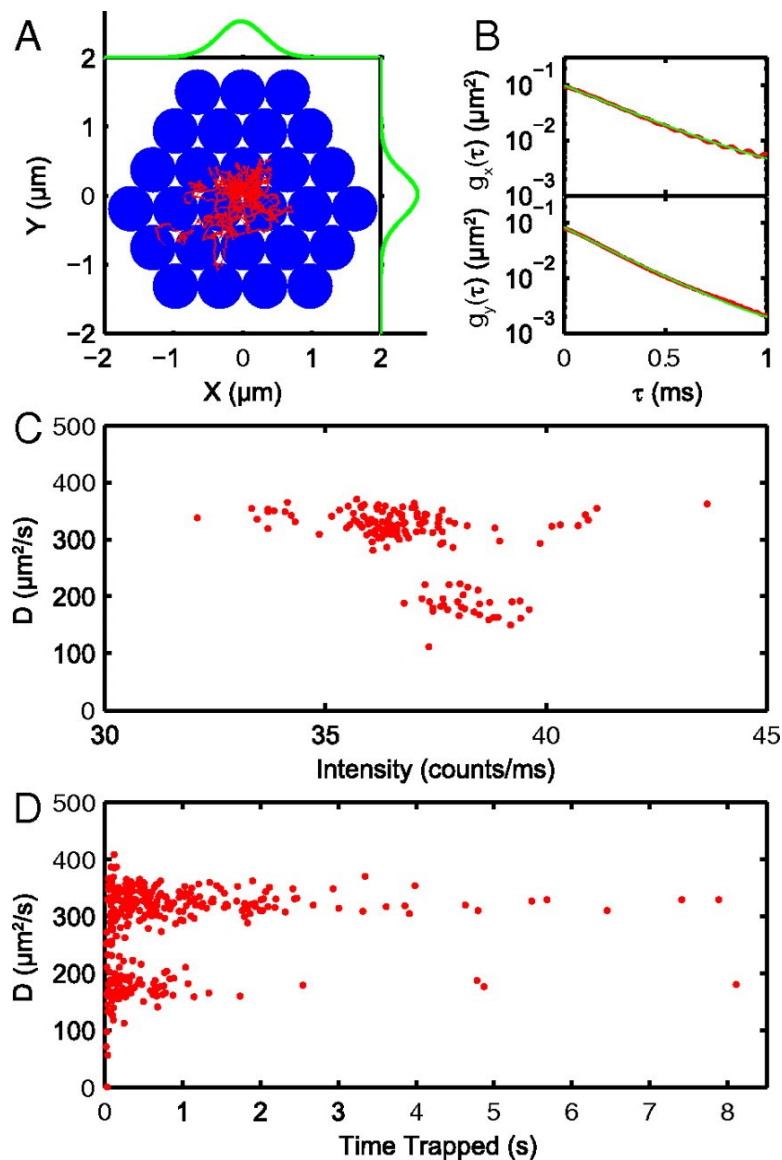 A
2
1
0
−1
−2
Y (µm)
−2 −1 0 1 2
X (µm)
B
10⁻¹
10⁻²
10⁻³
gₓ(τ) (µm²)
10⁻¹
10⁻²
10⁻³
g_y(τ) (µm²)
0 0.5 1
τ (ms)
C
500
400
300
200
100
0
D (µm²/s)
30 35 40 45
Intensity (counts/ms)
D
500
400
300
200
100
0
D (µm²/s)
0 1 2 3 4 5 6 7 8
Time Trapped (s)